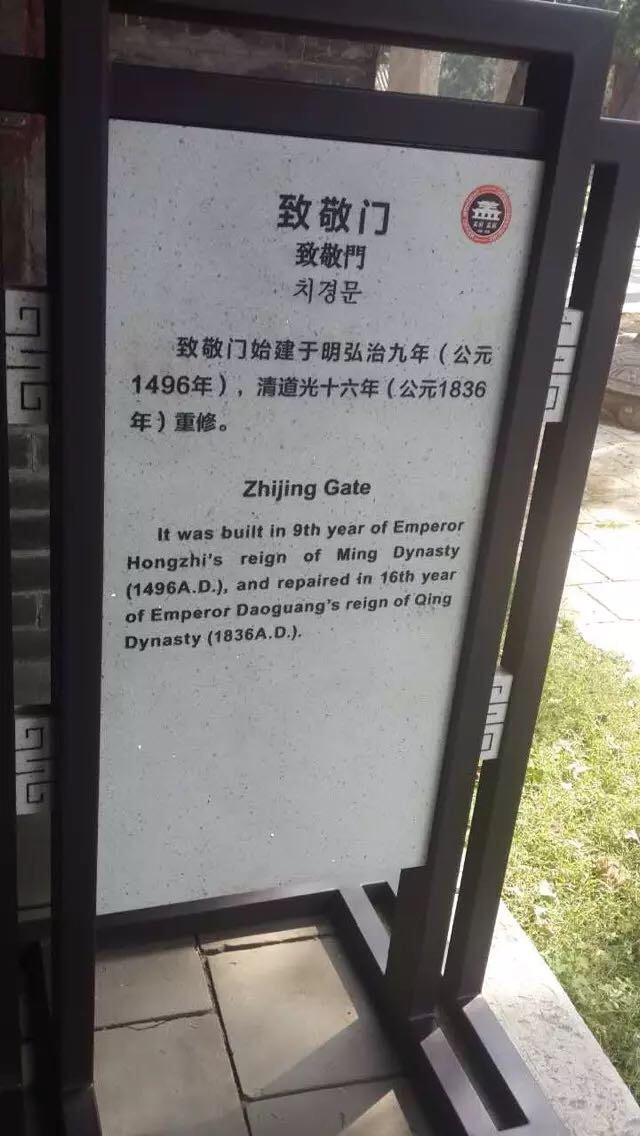 致敬门
致敬門
치경문
致敬门始建于明弘治九年（公元
1496年），清道光十六年（公元1836
年）重修。
Zhijing Gate
It was built in 9th year of Emperor
Hongzhi's reign of Ming Dynasty
(1496A.D.), and repaired in 16th year
of Emperor Daoguang's reign of Qing
Dynasty (1836A.D.).